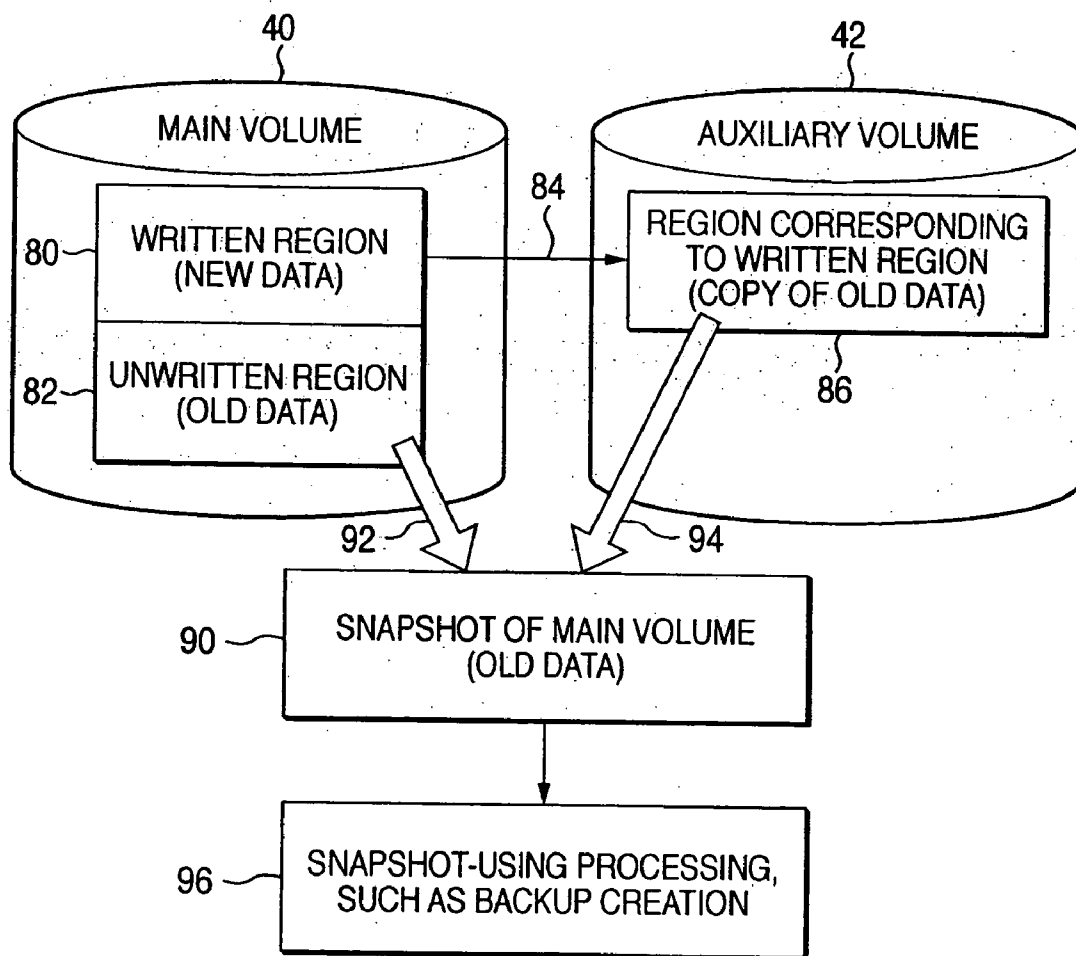 40
42
MAIN VOLUME
AUXILIARY VOLUME
84
80
WRITTEN REGION
(NEW DATA)
REGION CORRESPONDING
TO WRITTEN REGION
(COPY OF OLD DATA)
82
UNWRITTEN REGION
(OLD DATA)
86
92
94
90
SNAPSHOT OF MAIN VOLUME
(OLD DATA)
96
SNAPSHOT-USING PROCESSING,
SUCH AS BACKUP CREATION